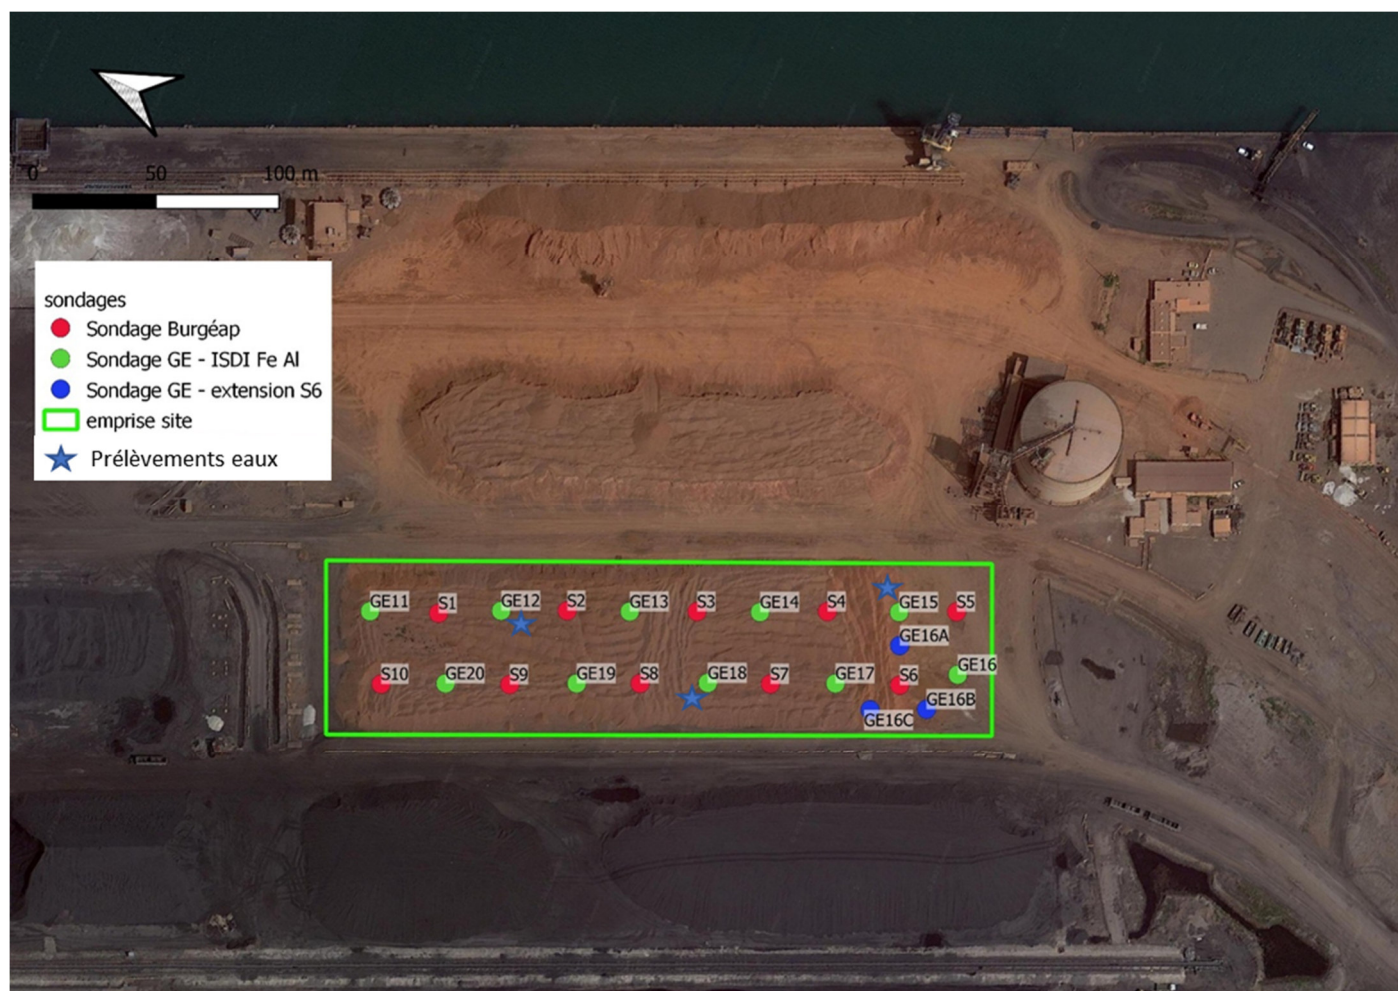 0 50 100 m
sondages
Sondage Burgéap
Sondage GE - ISDI Fe Al
Sondage GE - extension S6
emprise site
Prélèvements eaux
GE11 S1 GE12 S2 GE13 S3 GE14 S4 GE15 S5
GE16A
S10 GE20 S9 GE19 S8 GE18 S7 GE17 S6 GE16
GE16C GE16B